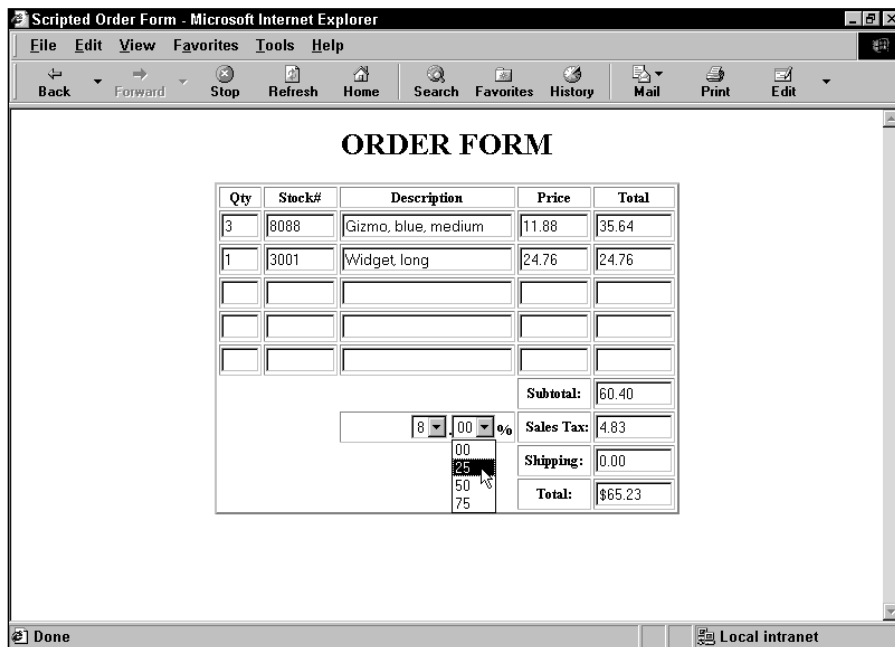 Scripted Order Form - Microsoft Internet Explorer
File Edit View Favorites Tools Help
Back Forward Stop Refresh Home Search Favorites History Mail Print Edit
ORDER FORM
Qty Stock# Description Price Total
3 8088 Gizmo, blue, medium 11.88 35.64
1 3001 Widget, long 24.76 24.76
Subtotal: 60.40
8 . 00 % Sales Tax: 4.83
00
25 Shipping: 0.00
50
75 Total: $65.23
Done Local intranet